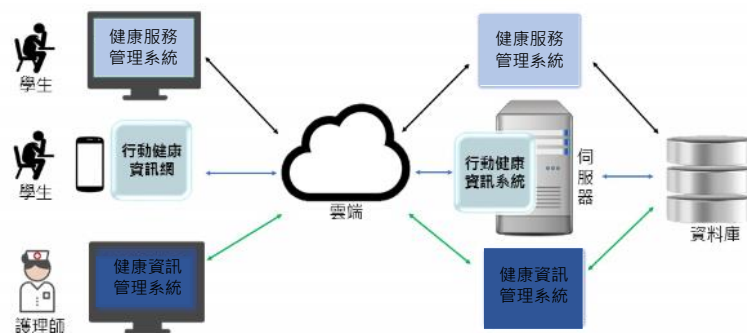 健康服務
管理系統
學生
健康服務
管理系統
行動健康
資訊網
學生
雲端
行動健康
資訊系統
伺
服
器
資料庫
健康資訊
管理系統
護理師
健康資訊
管理系統